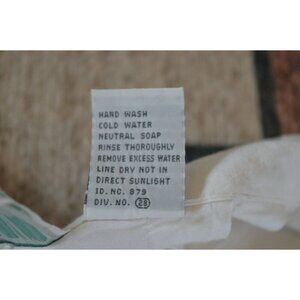 HAND WASH
COLD WATER
NEUTRAL SOAP
RINSE THOROUGHLY
REMOVE EXCESS WATER
LINE DRY NOT IN
DIRECT SUNLIGHT
ID. NO. 879
DIV. NO. 28